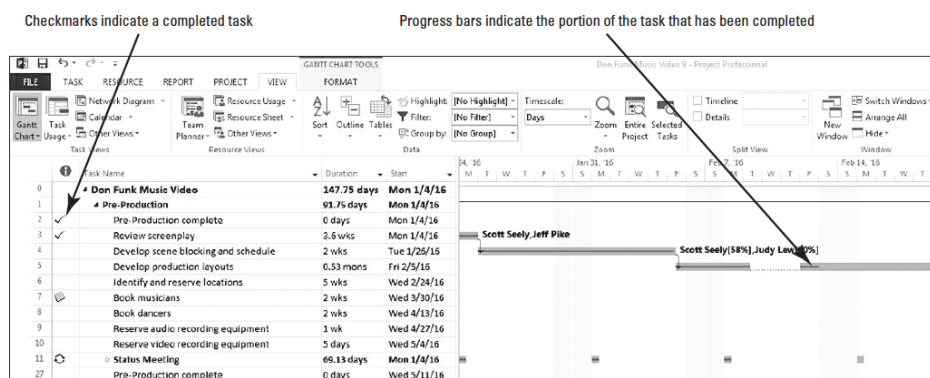 Checkmarks indicate a completed task
Progress bars indicate the portion of the task that has been completed
GANTT CHART TOOLS
Don Funk Music Video 9 - Project Professional
FILE TASK RESOURCE REPORT PROJECT VIEW FORMAT
Network Diagram
Calendar
Other Views
Gantt Chart
Task Usage
Task Views
Team Planner
Resource Usage
Resource Sheet
Other Views
Resource Views
Sort
Outline
Tables
Highlight: [No Highlight]
Filter: [No Filter]
Group by: [No Group]
Data
Timescale:
Days
Zoom
Entire Project
Selected Tasks
Zoom
Timeline
Details
Split View
New Window
Switch Windows
Arrange All
Hide
Window
Task Name Duration Start
24, '16 Jan 31, '16 Feb 7, '16 Feb 14, '16
M T W T F S S M T W T F S S M T W T F S S M T W T
0 Don Funk Music Video 147.75 days Mon 1/4/16
1 Pre-Production 91.75 days Mon 1/4/16
2 Pre-Production complete 0 days Mon 1/4/16
3 Review screenplay 3.6 wks Mon 1/4/16 Scott Seely,Jeff Pike
4 Develop scene blocking and schedule 2 wks Tue 1/26/16 Scott Seely[58%],Judy Lew
5 Develop production layouts 0.53 mons Fri 2/5/16
6 Identify and reserve locations 5 wks Wed 2/24/16
7 Book musicians 2 wks Wed 3/30/16
8 Book dancers 2 wks Wed 4/13/16
9 Reserve audio recording equipment 1 wk Wed 4/27/16
10 Reserve video recording equipment 5 days Wed 5/4/16
11 Status Meeting 69.13 days Mon 1/4/16
27 Pre-Production complete 0 days Wed 5/11/16